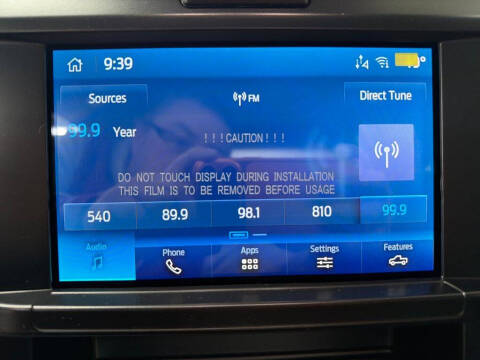 9:39
Sources
FM
Direct Tune
99.9 Year
!!!CAUTION!!!
DO NOT TOUCH DISPLAY DURING INSTALLATION
THIS FILM IS TO BE REMOVED BEFORE USAGE
540 89.9 98.1 810 99.9
Audio Phone Apps Settings Features